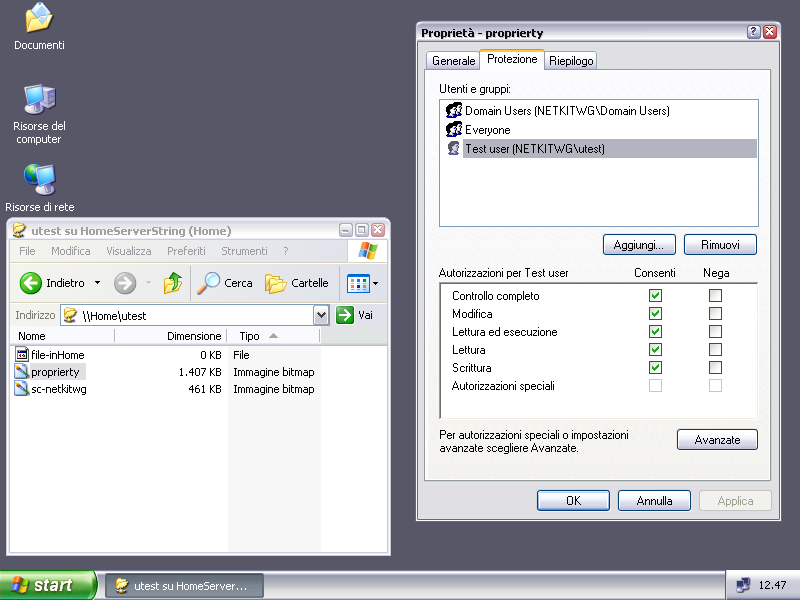 Documenti
Risorse del
computer
Risorse di rete
utest su HomeServerString (Home)
File Modifica Visualizza Preferiti Strumenti ?
Indietro Cerca Cartelle
Indirizzo \\Home\utest Vai
Nome Dimensione Tipo
file-inHome 0 KB File
proprierty 1.407 KB Immagine bitmap
sc-netkitwg 461 KB Immagine bitmap
Proprietà - proprierty
Generale Protezione Riepilogo
Utenti e gruppi:
Domain Users (NETKITWG\Domain Users)
Everyone
Test user (NETKITWG\utest)
Aggiungi... Rimuovi
Autorizzazioni per Test user Consenti Nega
Controllo completo
Modifica
Lettura ed esecuzione
Lettura
Scrittura
Autorizzazioni speciali
Per autorizzazioni speciali o impostazioni
avanzate scegliere Avanzate.
Avanzate
OK Annulla Applica
start utest su HomeServer... 12.47